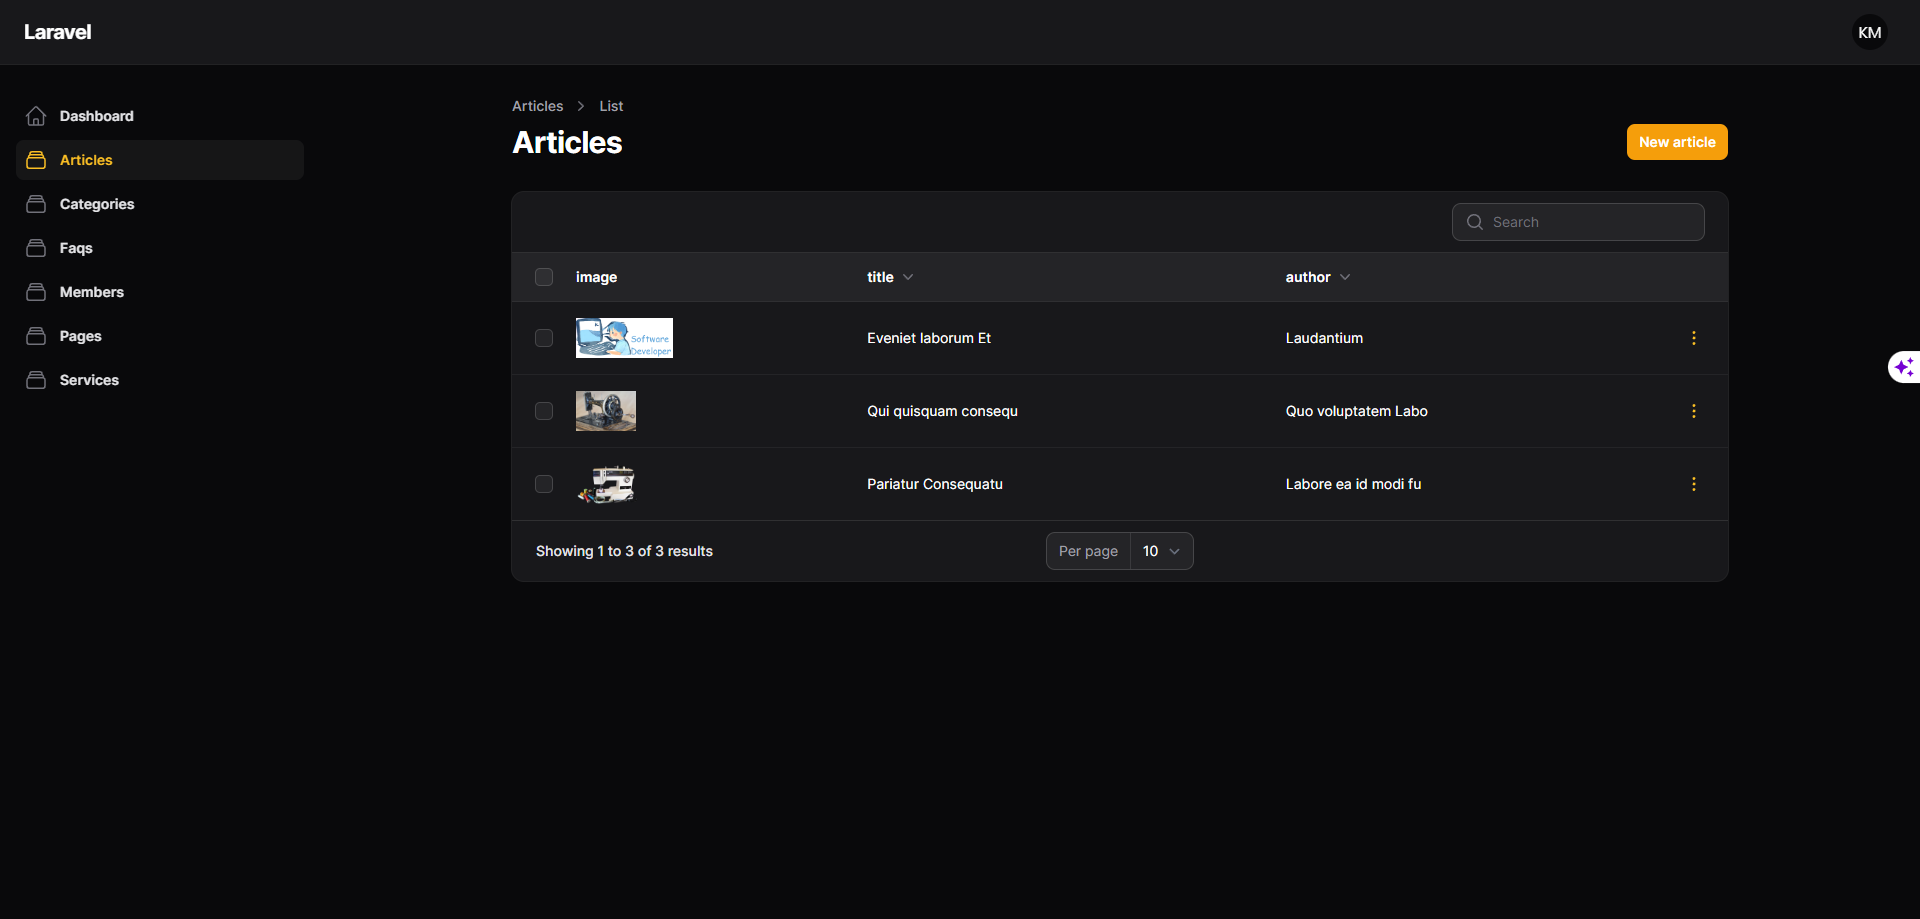 Laravel
KM
Dashboard
Articles
Categories
Faqs
Members
Pages
Services
Articles List
Articles
New article
Search
image title author
Software
Developer
Eveniet laborum Et Laudantium
Qui quisquam consequ Quo voluptatem Labo
Pariatur Consequatu Labore ea id modi fu
Showing 1 to 3 of 3 results
Per page 10